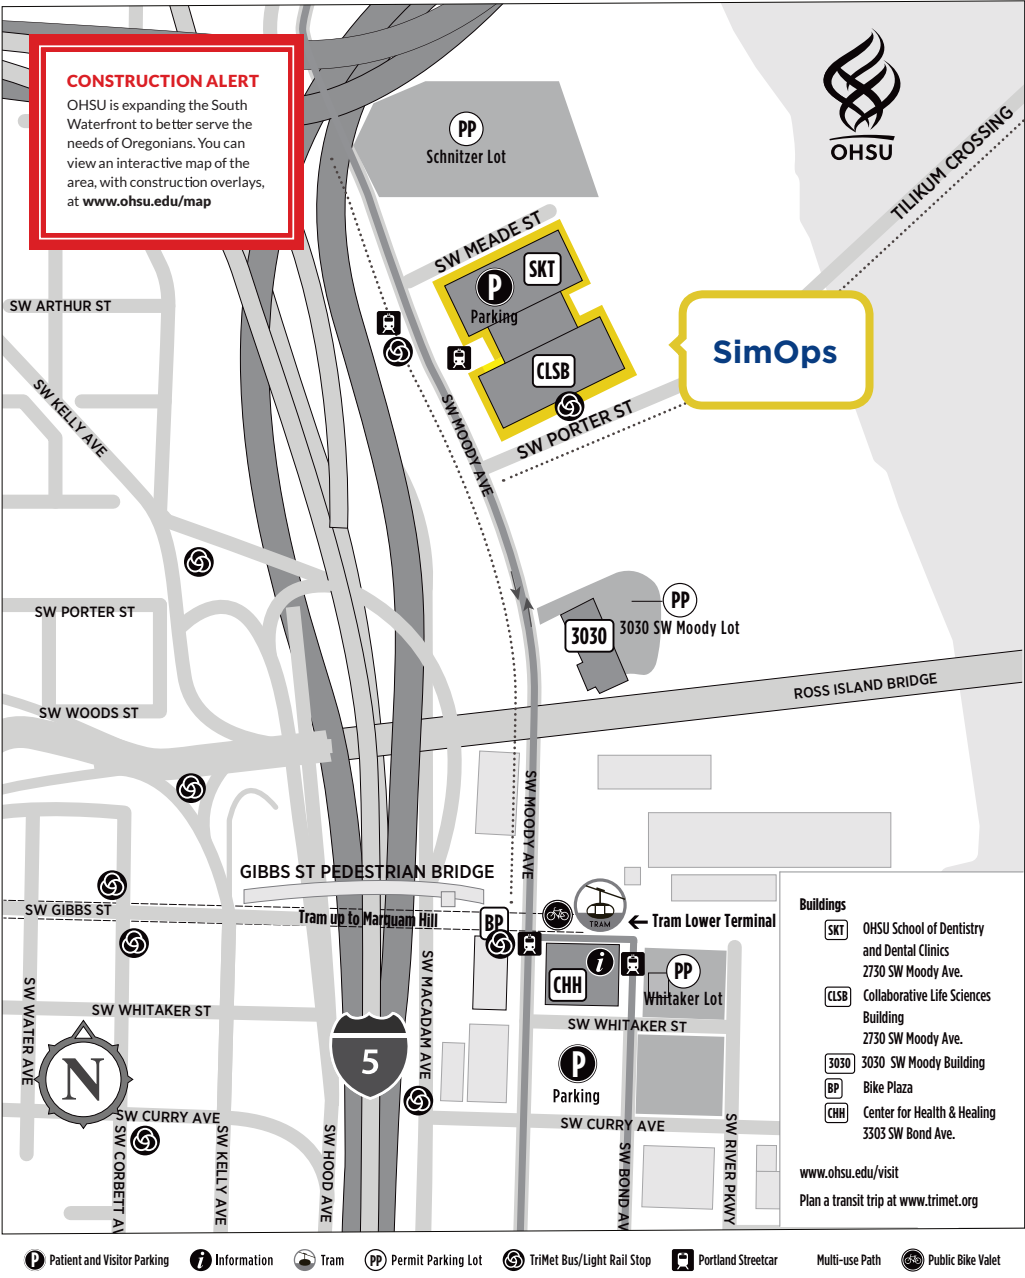 CONSTRUCTION ALERT
OHSU is expanding the South
Waterfront to better serve the
needs of Oregonians. You can
view an interactive map of the
area, with construction overlays,
at www.ohsu.edu/map
PP
Schnitzer Lot
OHSU
TILIKUM CROSSING
SW MEADE ST
SKT
P
Parking
SW ARTHUR ST
SimOps
CLSB
SW KELLY AVE
SW MOODY AVE
SW PORTER ST
PP
3030 SW Moody Lot
3030
SW PORTER ST
ROSS ISLAND BRIDGE
SW WOODS ST
SW MOODY AVE
GIBBS ST PEDESTRIAN BRIDGE
SW GIBBS ST
Tram up to Marquam Hill
BP
TRAM
Tram Lower Terminal
i
CHH
PP
Whitaker Lot
SW WATER AVE
SW WHITAKER ST
SW MACADAM AVE
SW WHITAKER ST
N
5
P
Parking
SW CURRY AVE
SW CURRY AVE
SW CORBETT AV
SW KELLY AVE
SW HOOD AVE
SW BOND AV
SW RIVER PKWY
Buildings
SKT OHSU School of Dentistry
and Dental Clinics
2730 SW Moody Ave.
CLSB Collaborative Life Sciences
Building
2730 SW Moody Ave.
3030 3030 SW Moody Building
BP Bike Plaza
CHH Center for Health & Healing
3303 SW Bond Ave.
www.ohsu.edu/visit
Plan a transit trip at www.trimet.org
P Patient and Visitor Parking i Information Tram PP Permit Parking Lot TriMet Bus/Light Rail Stop Portland Streetcar Multi-use Path Public Bike Valet